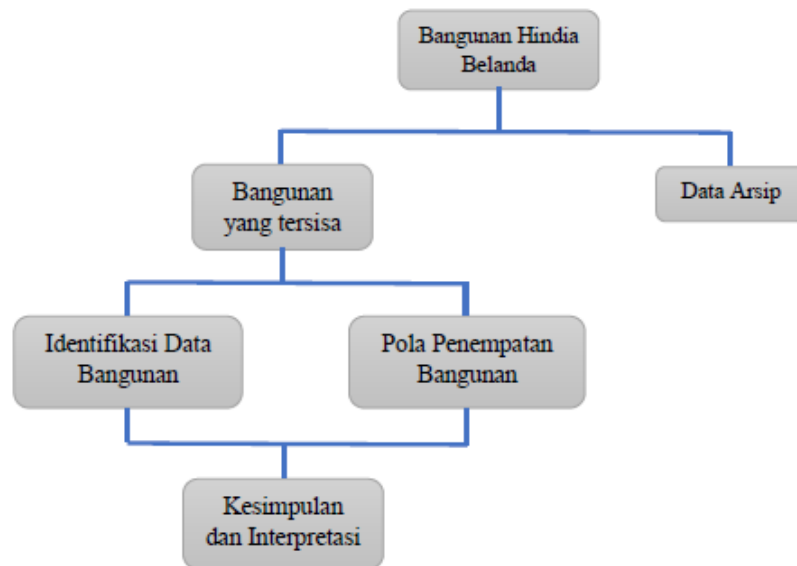 Bangunan Hindia
Belanda
Bangunan
yang tersisa
Data Arsip
Identifikasi Data
Bangunan
Pola Penempatan
Bangunan
Kesimpulan
dan Interpretasi